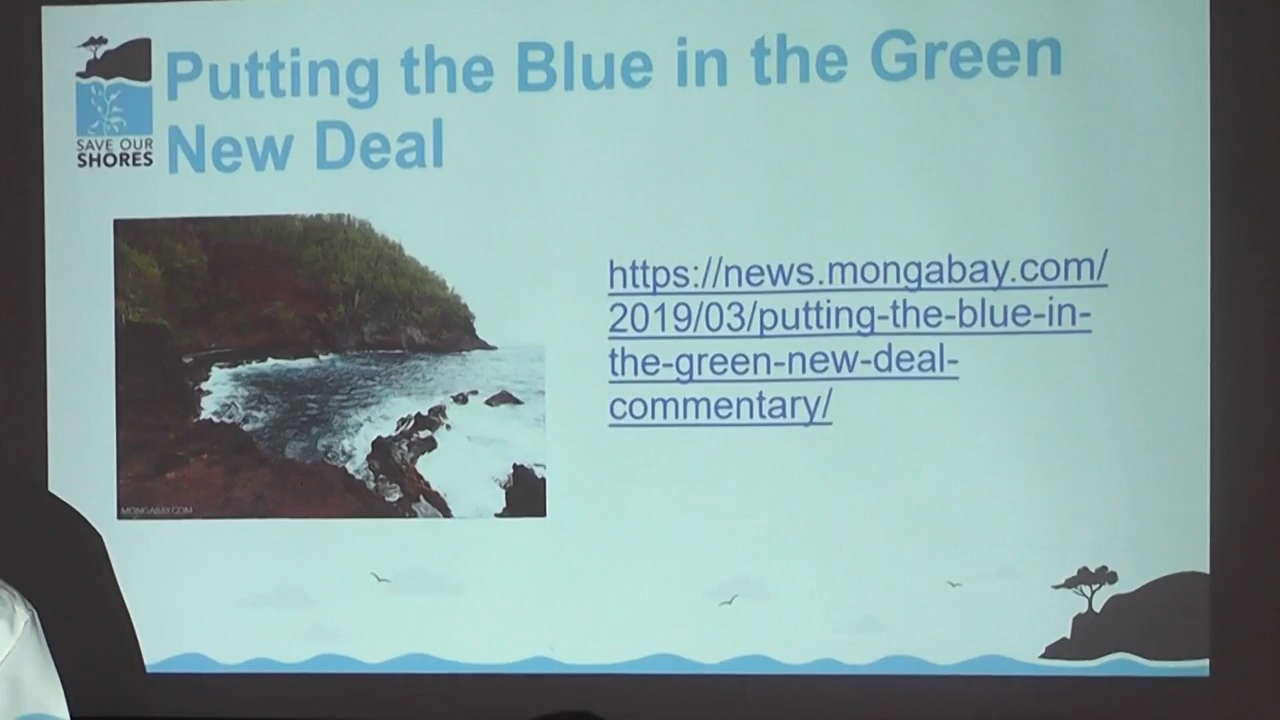 Putting the Blue in the Green
New Deal
SAVE OUR
SHORES
https://news.mongabay.com/
2019/03/putting-the-blue-in-
the-green-new-deal-
commentary/
MONGABAY.COM